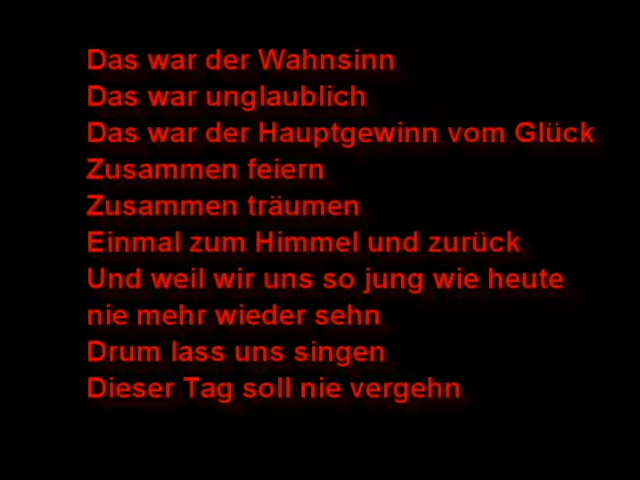 Das war der Wahnsinn
Das war unglaublich
Das war der Hauptgewinn vom Glück
Zusammen feiern
Zusammen träumen
Einmal zum Himmel und zurück
Und weil wir uns so jung wie heute
nie mehr wieder sehn
Drum lass uns singen
Dieser Tag soll nie vergehn